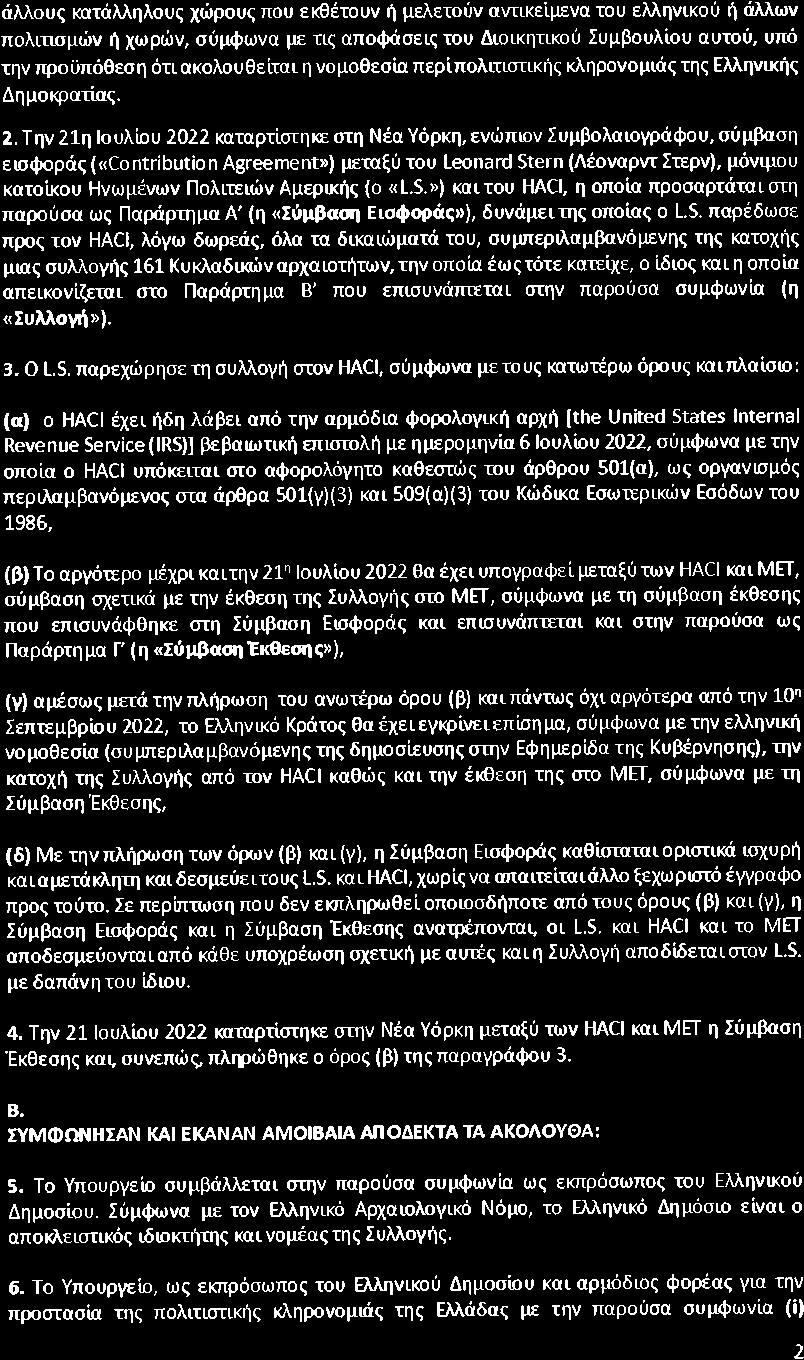 άλλους κατάλληλους χώρους που εκθέτουν ή μελετούν αντικείμενα του ελληνικού ή άλλων
πολιτισμών ή χωρών, σύμφωνα με τις αποφάσεις του Διοικητικού Συμβουλίου αυτού, υπό
την προϋπόθεση ότι ακολουθείται η νομοθεσία περί πολιτιστικής κληρονομιάς της Ελληνικής
Δημοκρατίας.
2. Την 21η Ιουλίου 2022 καταρτίστηκε στη Νέα Υόρκη, ενώπιον Συμβολαιογράφου, σύμβαση
εισφοράς («Contribution Agreement») μεταξύ του Leonard Stern (Λέοναρντ Στερν), μόνιμου
κατοίκου Ηνωμένων Πολιτειών Αμερικής (ο «L.S.») και του HACI, η οποία προσαρτάται στη
παρούσα ως Παράρτημα Α' (η «Σύμβαση Εισφοράς»), δυνάμει της οποίας ο L.S. παρέδωσε
προς τον HACI, λόγω δωρεάς, όλα τα δικαιώματά του, συμπεριλαμβανόμενης της κατοχής
μιας συλλογής 161 Κυκλαδικών αρχαιοτήτων, την οποία έως τότε κατείχε, ο ίδιος και η οποία
απεικονίζεται στο Παράρτημα Β' που επισυνάπτεται στην παρούσα συμφωνία (η
«Συλλογή»).
3. Ο L.S. παρεχώρησε τη συλλογή στον HACI, σύμφωνα με τους κατωτέρω όρους και πλαίσιο:
(α) ο HACI έχει ήδη λάβει από την αρμόδια φορολογική αρχή [the United States Internal
Revenue Service (IRS)] βεβαιωτική επιστολή με ημερομηνία 6 Ιουλίου 2022, σύμφωνα με την
οποία ο HACI υπόκειται στο αφορολόγητο καθεστώς του άρθρου 501(α), ως οργανισμός
περιλαμβανόμενος στα άρθρα 501(γ)(3) και 509(α)(3) του Κώδικα Εσωτερικών Εσόδων του
1986,
(β) Το αργότερο μέχρι και την 21η Ιουλίου 2022 θα έχει υπογραφεί μεταξύ των HACI και MET,
σύμβαση σχετικά με την έκθεση της Συλλογής στο MET, σύμφωνα με τη σύμβαση έκθεσης
που επισυνάφθηκε στη Σύμβαση Εισφοράς και επισυνάπτεται και στην παρούσα ως
Παράρτημα Γ' (η «Σύμβαση Έκθεσης»),
(γ) αμέσως μετά την πλήρωση του ανωτέρω όρου (β) και πάντως όχι αργότερα από την 10η
Σεπτεμβρίου 2022, το Ελληνικό Κράτος θα έχει εγκρίνει επίσημα, σύμφωνα με την ελληνική
νομοθεσία (συμπεριλαμβανόμενης της δημοσίευσης στην Εφημερίδα της Κυβέρνησης), την
κατοχή της Συλλογής από τον HACI καθώς και την έκθεση της στο MET, σύμφωνα με τη
Σύμβαση Έκθεσης,
(δ) Με την πλήρωση των όρων (β) και (γ), η Σύμβαση Εισφοράς καθίσταται οριστικά ισχυρή
και αμετάκλητη και δεσμεύει τους L.S. και HACI, χωρίς να απαιτείται άλλο ξεχωριστό έγγραφο
προς τούτο. Σε περίπτωση που δεν εκπληρωθεί οποιοσδήποτε από τους όρους (β) και (γ), η
Σύμβαση Εισφοράς και η Σύμβαση Έκθεσης ανατρέπονται, οι L.S. και HACI και το MET
αποδεσμεύονται από κάθε υποχρέωση σχετική με αυτές και η Συλλογή αποδίδεται στον L.S.
με δαπάνη του ίδιου.
4. Την 21 Ιουλίου 2022 καταρτίστηκε στην Νέα Υόρκη μεταξύ των HACI και MET η Σύμβαση
Έκθεσης και, συνεπώς, πληρώθηκε ο όρος (β) της παραγράφου 3.
Β.
ΣΥΜΦΩΝΗΣΑΝ ΚΑΙ ΕΚΑΝΑΝ ΑΜΟΙΒΑΙΑ ΑΠΟΔΕΚΤΑ ΤΑ ΑΚΟΛΟΥΘΑ:
5. Το Υπουργείο συμβάλλεται στην παρούσα συμφωνία ως εκπρόσωπος του Ελληνικού
Δημοσίου. Σύμφωνα με τον Ελληνικό Αρχαιολογικό Νόμο, το Ελληνικό Δημόσιο είναι ο
αποκλειστικός ιδιοκτήτης και νομέας της Συλλογής.
6. Το Υπουργείο, ως εκπρόσωπος του Ελληνικού Δημοσίου και αρμόδιος φορέας για την
προστασία της πολιτιστικής κληρονομιάς της Ελλάδας με την παρούσα συμφωνία (i)
2